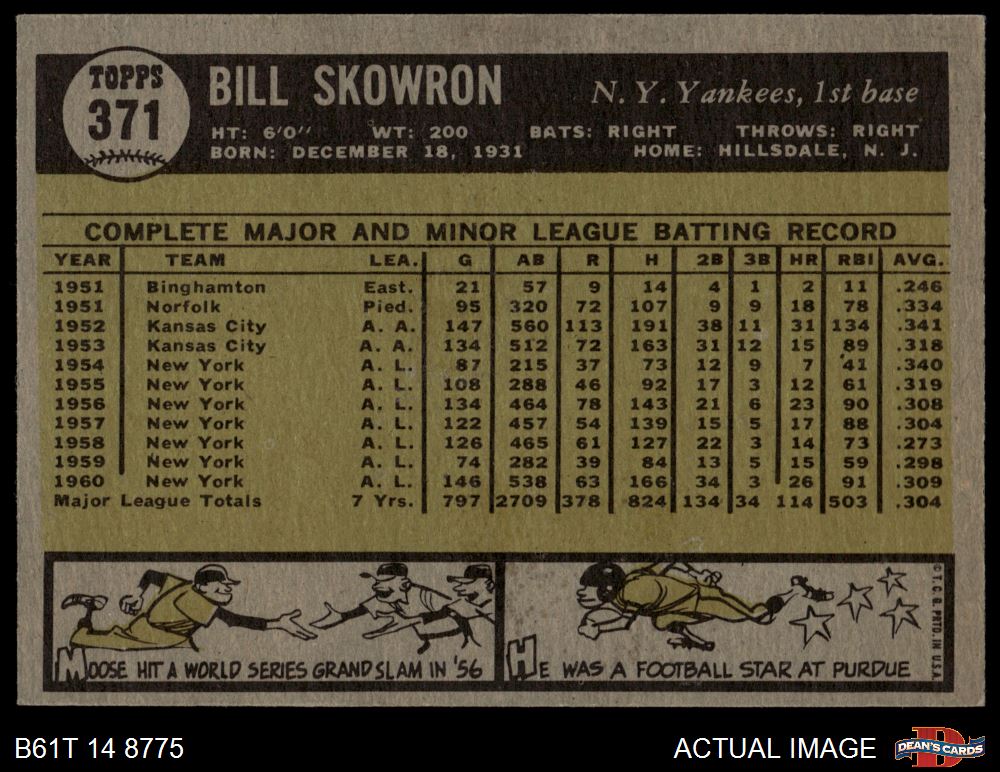 TOPPS
371
BILL SKOWRON
N. Y. Yankees, 1st base
HT: 6'0" WT: 200 BATS: RIGHT THROWS: RIGHT
BORN: DECEMBER 18, 1931 HOME: HILLSDALE, N. J.
COMPLETE MAJOR AND MINOR LEAGUE BATTING RECORD
YEAR TEAM LEA. G AB R H 2B 3B HR RBI AVG.
1951 Binghamton East. 21 57 9 14 4 1 2 11 .246
1951 Norfolk Pied. 95 320 72 107 9 9 18 78 .334
1952 Kansas City A. A. 147 560 113 191 38 11 31 134 .341
1953 Kansas City A. A. 134 512 72 163 31 12 15 89 .318
1954 New York A. L. 87 215 37 73 12 9 7 41 .340
1955 New York A. L. 108 288 46 92 17 3 12 61 .319
1956 New York A. L. 134 464 78 143 21 6 23 90 .308
1957 New York A. L. 122 457 54 139 15 5 17 88 .304
1958 New York A. L. 126 465 61 127 22 3 14 73 .273
1959 New York A. L. 74 282 39 84 13 5 15 59 .298
1960 New York A. L. 146 538 63 166 34 3 26 91 .309
Major League Totals 7 Yrs. 797 2709 378 824 134 34 114 503 .304
MOOSE HIT A WORLD SERIES GRAND SLAM IN '56
HE WAS A FOOTBALL STAR AT PURDUE
© T. C. G. PRTD. IN U.S.A.
B61T 14 8775
ACTUAL IMAGE
DEAN'S CARDS